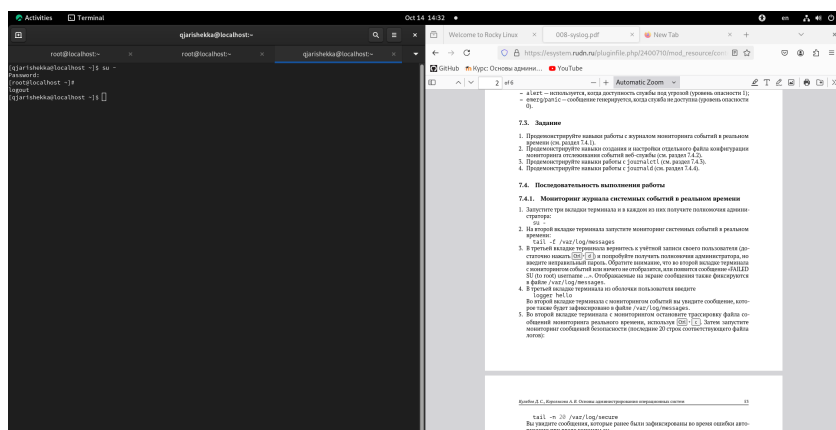 Activities Terminal Oct 14 14:32 en
qjarishekka@localhost:~
root@localhost:~ × root@localhost:~ × qjarishekka@localhost:~ ×
[qjarishekka@localhost ~]$ su -
Password:
[root@localhost ~]#
logout
[qjarishekka@localhost ~]$
Welcome to Rocky Linux × 008-syslog.pdf × New Tab × +
https://esystem.rudn.ru/pluginfile.php/2400710/mod_resource/con
GitHub Курс: Основы админи... YouTube
2 of 6 − + Automatic Zoom
– alert — используется, когда доступность службы под угрозой (уровень опасности 1);
– emerg/panic — сообщение генерируется, когда служба не доступна (уровень опасности
0).
7.3. Задание
1. Продемонстрируйте навыки работы с журналом мониторинга событий в реальном
времени (см. раздел 7.4.1).
2. Продемонстрируйте навыки создания и настройки отдельного файла конфигурации
мониторинга отслеживания событий веб-службы (см. раздел 7.4.2).
3. Продемонстрируйте навыки работы с journalctl (см. раздел 7.4.3).
4. Продемонстрируйте навыки работы с journald (см. раздел 7.4.4).
7.4. Последовательность выполнения работы
7.4.1. Мониторинг журнала системных событий в реальном времени
1. Запустите три вкладки терминала и в каждом из них получите полномочия админи-
стратора:
su -
2. На второй вкладке терминала запустите мониторинг системных событий в реальном
времени:
tail -f /var/log/messages
3. В третьей вкладке терминала вернитесь к учётной записи своего пользователя (до-
статочно нажать Ctrl + d ) и попробуйте получить полномочия администратора, но
введите неправильный пароль. Обратите внимание, что во второй вкладке терминала
с мониторингом событий или ничего не отобразится, или появится сообщение «FAILED
SU (to root) username ...». Отображаемые на экране сообщения также фиксируются
в файле /var/log/messages.
4. В третьей вкладке терминала из оболочки пользователя введите
logger hello
Во второй вкладке терминала с мониторингом событий вы увидите сообщение, кото-
рое также будет зафиксировано в файле /var/log/messages.
5. Во второй вкладке терминала с мониторингом остановите трассировку файла со-
общений мониторинга реального времени, используя Ctrl + c . Затем запустите
мониторинг сообщений безопасности (последние 20 строк соответствующего файла
логов):
Кулябов Д. С., Королькова А. В. Основы администрирования операционных систем
tail -n 20 /var/log/secure
Вы увидите сообщения, которые ранее были зафиксированы во время ошибки авто-